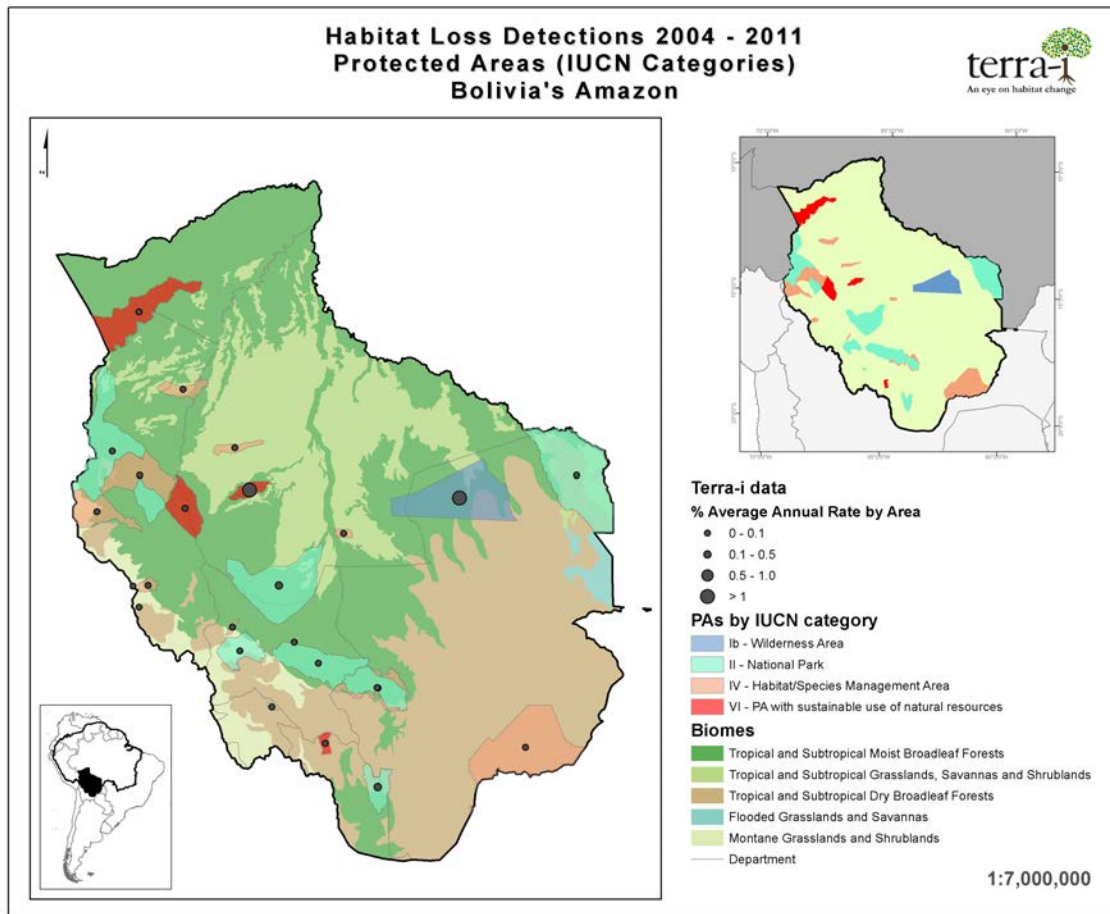 Habitat Loss Detections 2004 - 2011
Protected Areas (IUCN Categories)
Bolivia's Amazon
terra-i
An eye on habitat change
Terra-i data
% Average Annual Rate by Area
0 - 0.1
0.1 - 0.5
0.5 - 1.0
> 1
PAs by IUCN category
Ib - Wilderness Area
II - National Park
IV - Habitat/Species Management Area
VI - PA with sustainable use of natural resources
Biomes
Tropical and Subtropical Moist Broadleaf Forests
Tropical and Subtropical Grasslands, Savannas and Shrublands
Tropical and Subtropical Dry Broadleaf Forests
Flooded Grasslands and Savannas
Montane Grasslands and Shrublands
Department
1:7,000,000